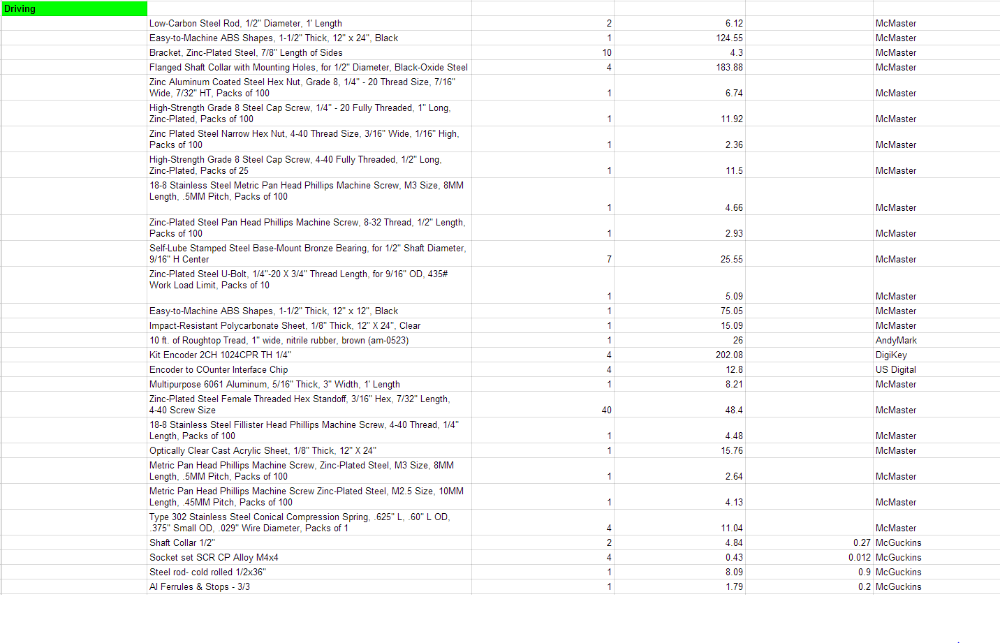 Driving
Low-Carbon Steel Rod, 1/2" Diameter, 1' Length 2 6.12 McMaster
Easy-to-Machine ABS Shapes, 1-1/2" Thick, 12" x 24", Black 1 124.55 McMaster
Bracket, Zinc-Plated Steel, 7/8" Length of Sides 10 4.3 McMaster
Flanged Shaft Collar with Mounting Holes, for 1/2" Diameter, Black-Oxide Steel 4 183.88 McMaster
Zinc Aluminum Coated Steel Hex Nut, Grade 8, 1/4" - 20 Thread Size, 7/16"
Wide, 7/32" HT, Packs of 100 1 6.74 McMaster
High-Strength Grade 8 Steel Cap Screw, 1/4" - 20 Fully Threaded, 1" Long,
Zinc-Plated, Packs of 100 1 11.92 McMaster
Zinc Plated Steel Narrow Hex Nut, 4-40 Thread Size, 3/16" Wide, 1/16" High,
Packs of 100 1 2.36 McMaster
High-Strength Grade 8 Steel Cap Screw, 4-40 Fully Threaded, 1/2" Long,
Zinc-Plated, Packs of 25 1 11.5 McMaster
18-8 Stainless Steel Metric Pan Head Phillips Machine Screw, M3 Size, 8MM
Length, .5MM Pitch, Packs of 100
1 4.66 McMaster
Zinc-Plated Steel Pan Head Phillips Machine Screw, 8-32 Thread, 1/2" Length,
Packs of 100 1 2.93 McMaster
Self-Lube Stamped Steel Base-Mount Bronze Bearing, for 1/2" Shaft Diameter,
9/16" H Center 7 25.55 McMaster
Zinc-Plated Steel U-Bolt, 1/4"-20 X 3/4" Thread Length, for 9/16" OD, 435#
Work Load Limit, Packs of 10
1 5.09 McMaster
Easy-to-Machine ABS Shapes, 1-1/2" Thick, 12" x 12", Black 1 75.05 McMaster
Impact-Resistant Polycarbonate Sheet, 1/8" Thick, 12" X 24", Clear 1 15.09 McMaster
10 ft. of Roughtop Tread, 1" wide, nitrile rubber, brown (am-0523) 1 26 AndyMark
Kit Encoder 2CH 1024CPR TH 1/4" 4 202.08 DigiKey
Encoder to COunter Interface Chip 4 12.8 US Digital
Multipurpose 6061 Aluminum, 5/16" Thick, 3" Width, 1' Length 1 8.21 McMaster
Zinc-Plated Steel Female Threaded Hex Standoff, 3/16" Hex, 7/32" Length,
4-40 Screw Size 40 48.4 McMaster
18-8 Stainless Steel Fillister Head Phillips Machine Screw, 4-40 Thread, 1/4"
Length, Packs of 100 1 4.48 McMaster
Optically Clear Cast Acrylic Sheet, 1/8" Thick, 12" X 24" 1 15.76 McMaster
Metric Pan Head Phillips Machine Screw, Zinc-Plated Steel, M3 Size, 8MM
Length, .5MM Pitch, Packs of 100 1 2.64 McMaster
Metric Pan Head Phillips Machine Screw Zinc-Plated Steel, M2.5 Size, 10MM
Length, .45MM Pitch, Packs of 100 1 4.13 McMaster
Type 302 Stainless Steel Conical Compression Spring, .625" L, .60" L OD,
.375" Small OD, .029" Wire Diameter, Packs of 1 4 11.04 McMaster
Shaft Collar 1/2" 2 4.84 0.27 McGuckins
Socket set SCR CP Alloy M4x4 4 0.43 0.012 McGuckins
Steel rod- cold rolled 1/2x36" 1 8.09 0.9 McGuckins
Al Ferrules & Stops - 3/3 1 1.79 0.2 McGuckins